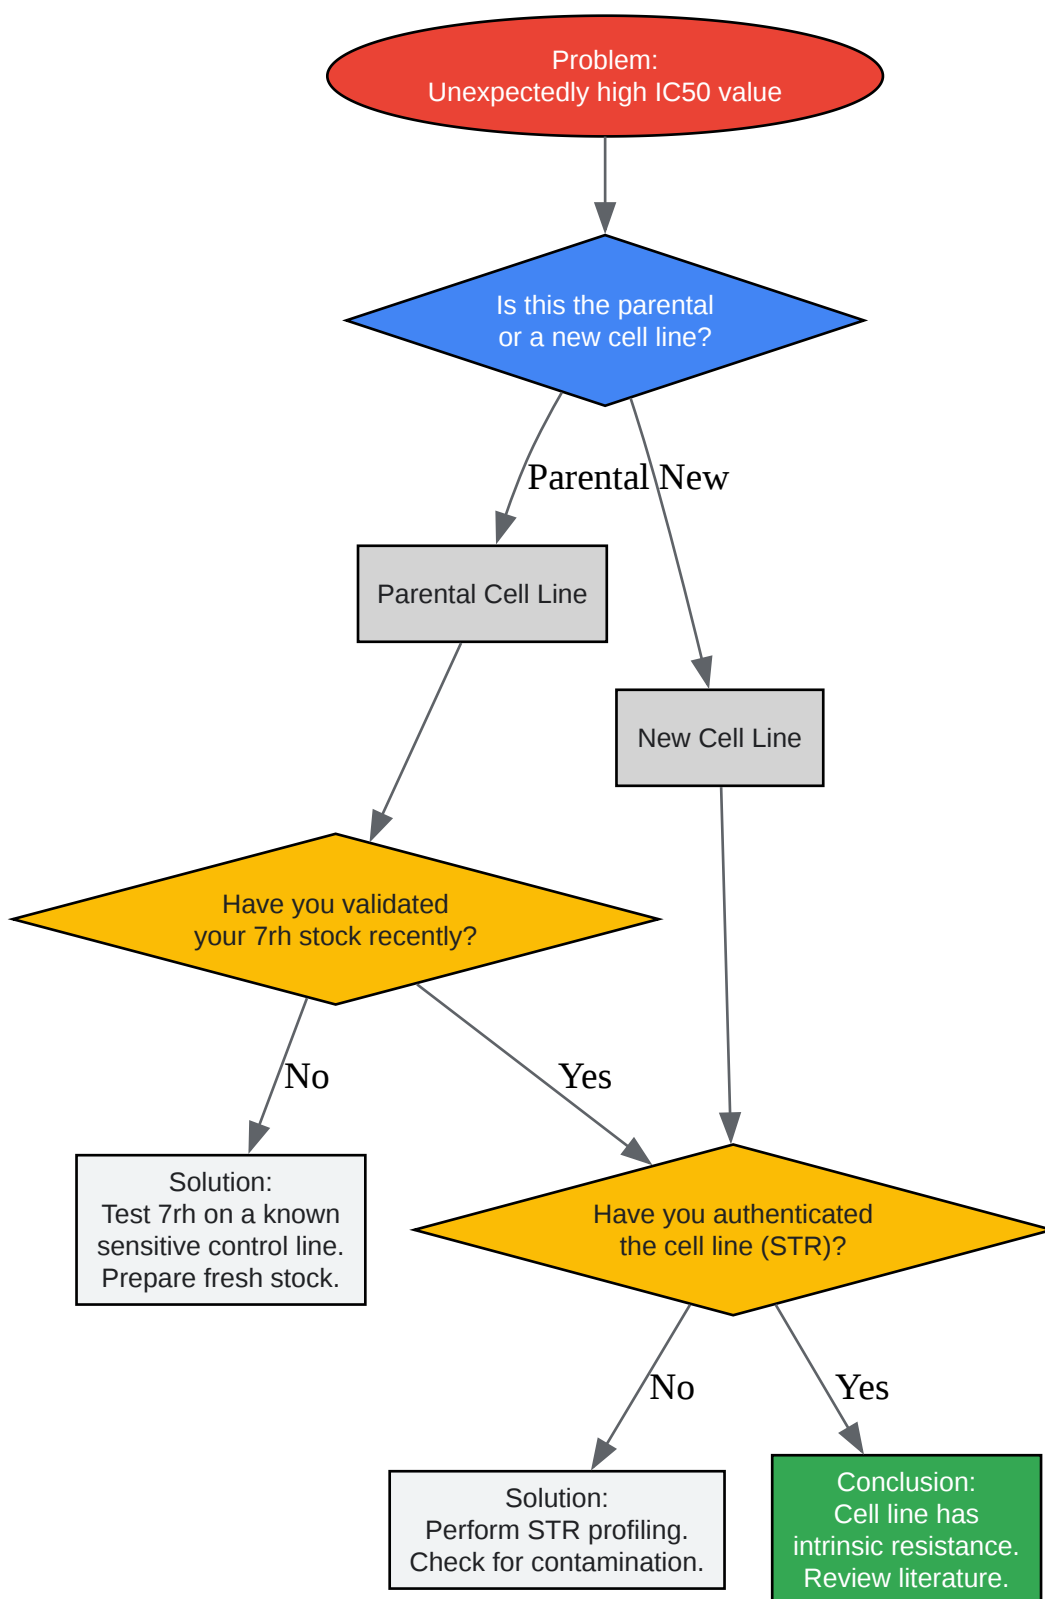 Problem:
Unexpectedly high IC50 value
Is this the parental
or a new cell line?
Parental
New
Parental Cell Line
New Cell Line
Have you validated
your 7rh stock recently?
No
Yes
Solution:
Test 7rh on a known
sensitive control line.
Prepare fresh stock.
Have you authenticated
the cell line (STR)?
No
Yes
Solution:
Perform STR profiling.
Check for contamination.
Conclusion:
Cell line has
intrinsic resistance.
Review literature.